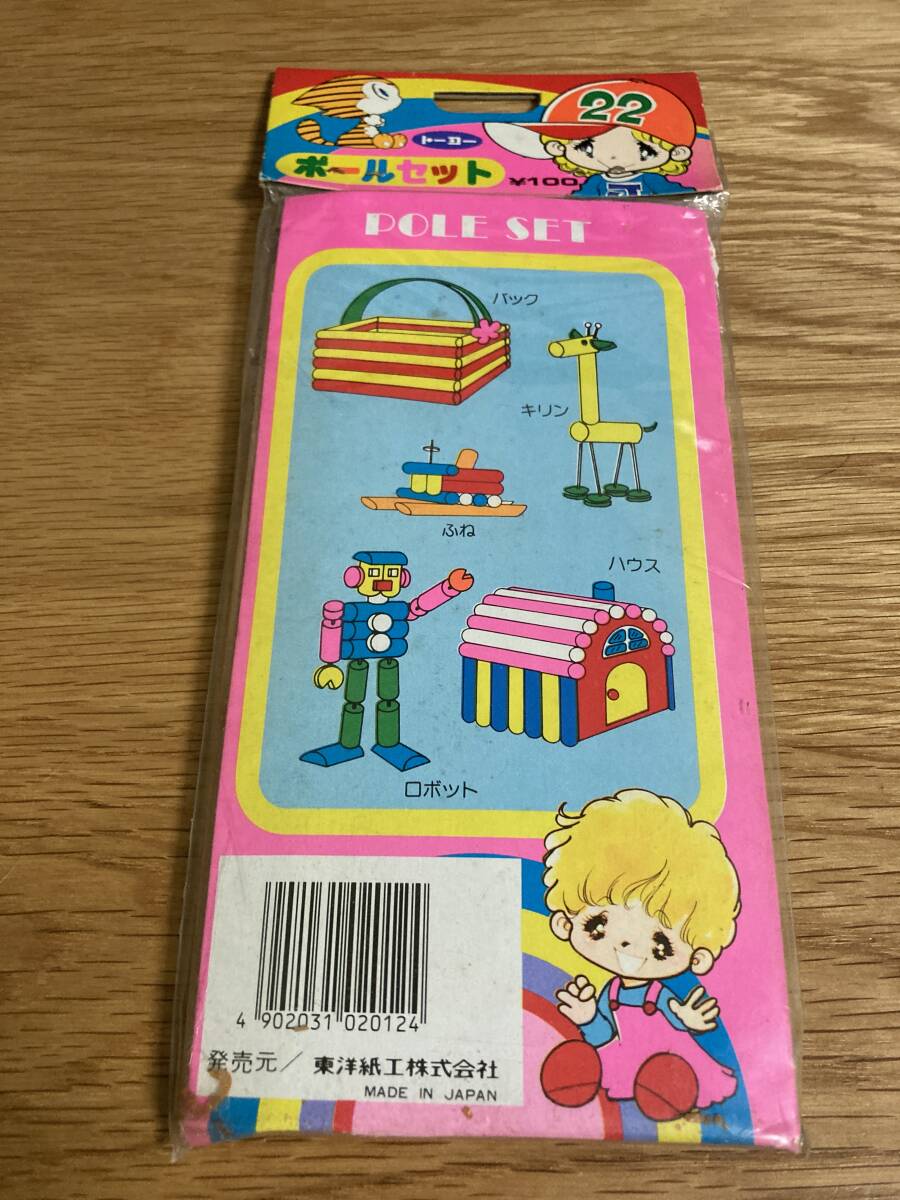 22
トーヨー
ポールセット
¥100
POLE SET
バック
キリン
ふね
ハウス
ロボット
4 902031 020124
発売元/ 東洋紙工株式会社
MADE IN JAPAN